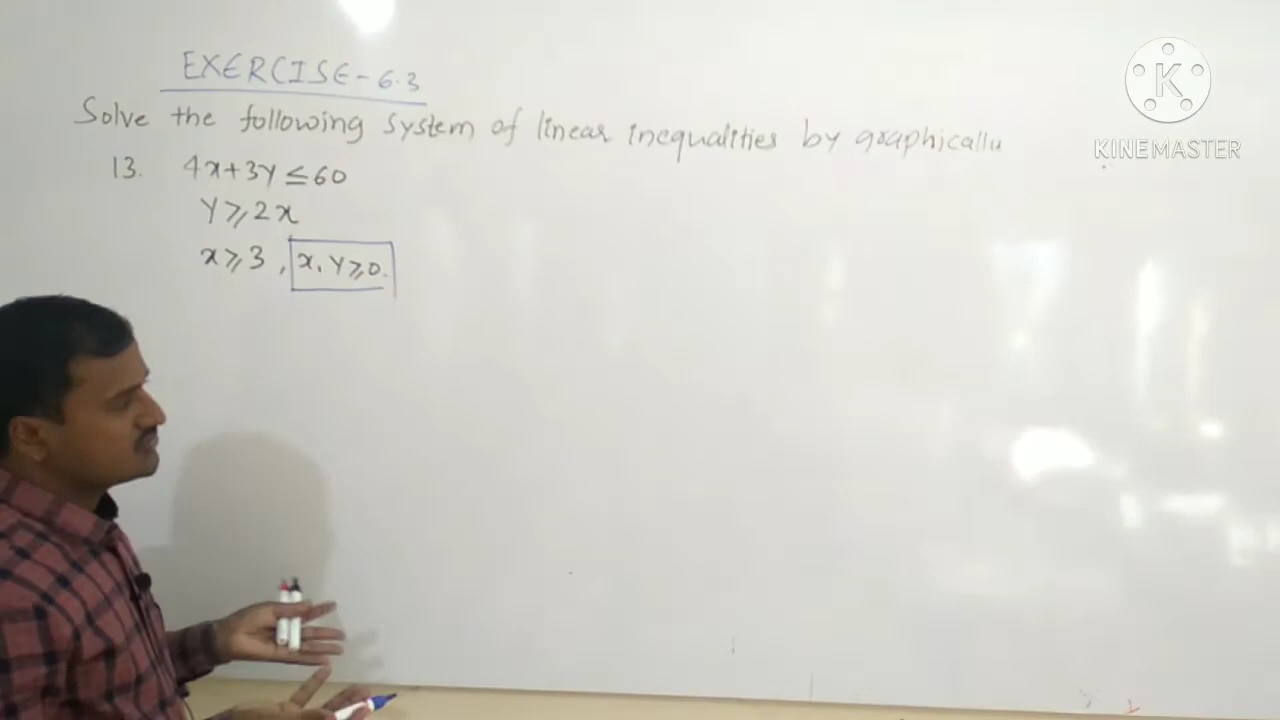 EXERCISE-6.3
Solve the following system of linear inequalities by graphically
13. 4x+3y≤60
y≥2x
x≥3, x, y≥0.
K
KINEMASTER